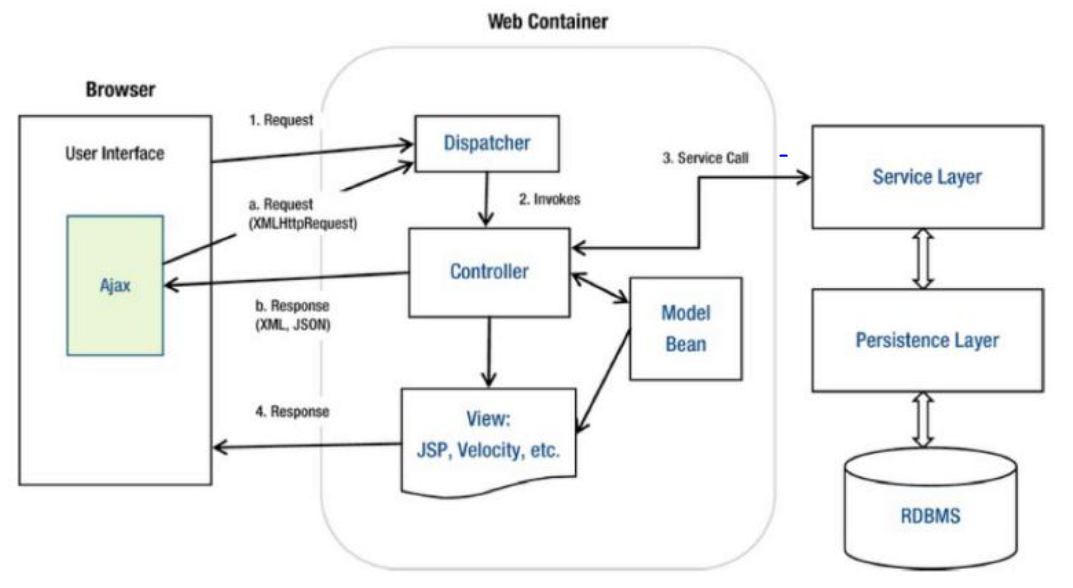 Web Container
Browser
User Interface
1. Request
Dispatcher
3. Service Call
-
Service Layer
a. Request
(XMLHttpRequest)
2. Invokes
Ajax
Controller
b. Response
(XML, JSON)
Model
Bean
Persistence Layer
4. Response
View:
JSP, Velocity, etc.
RDBMS